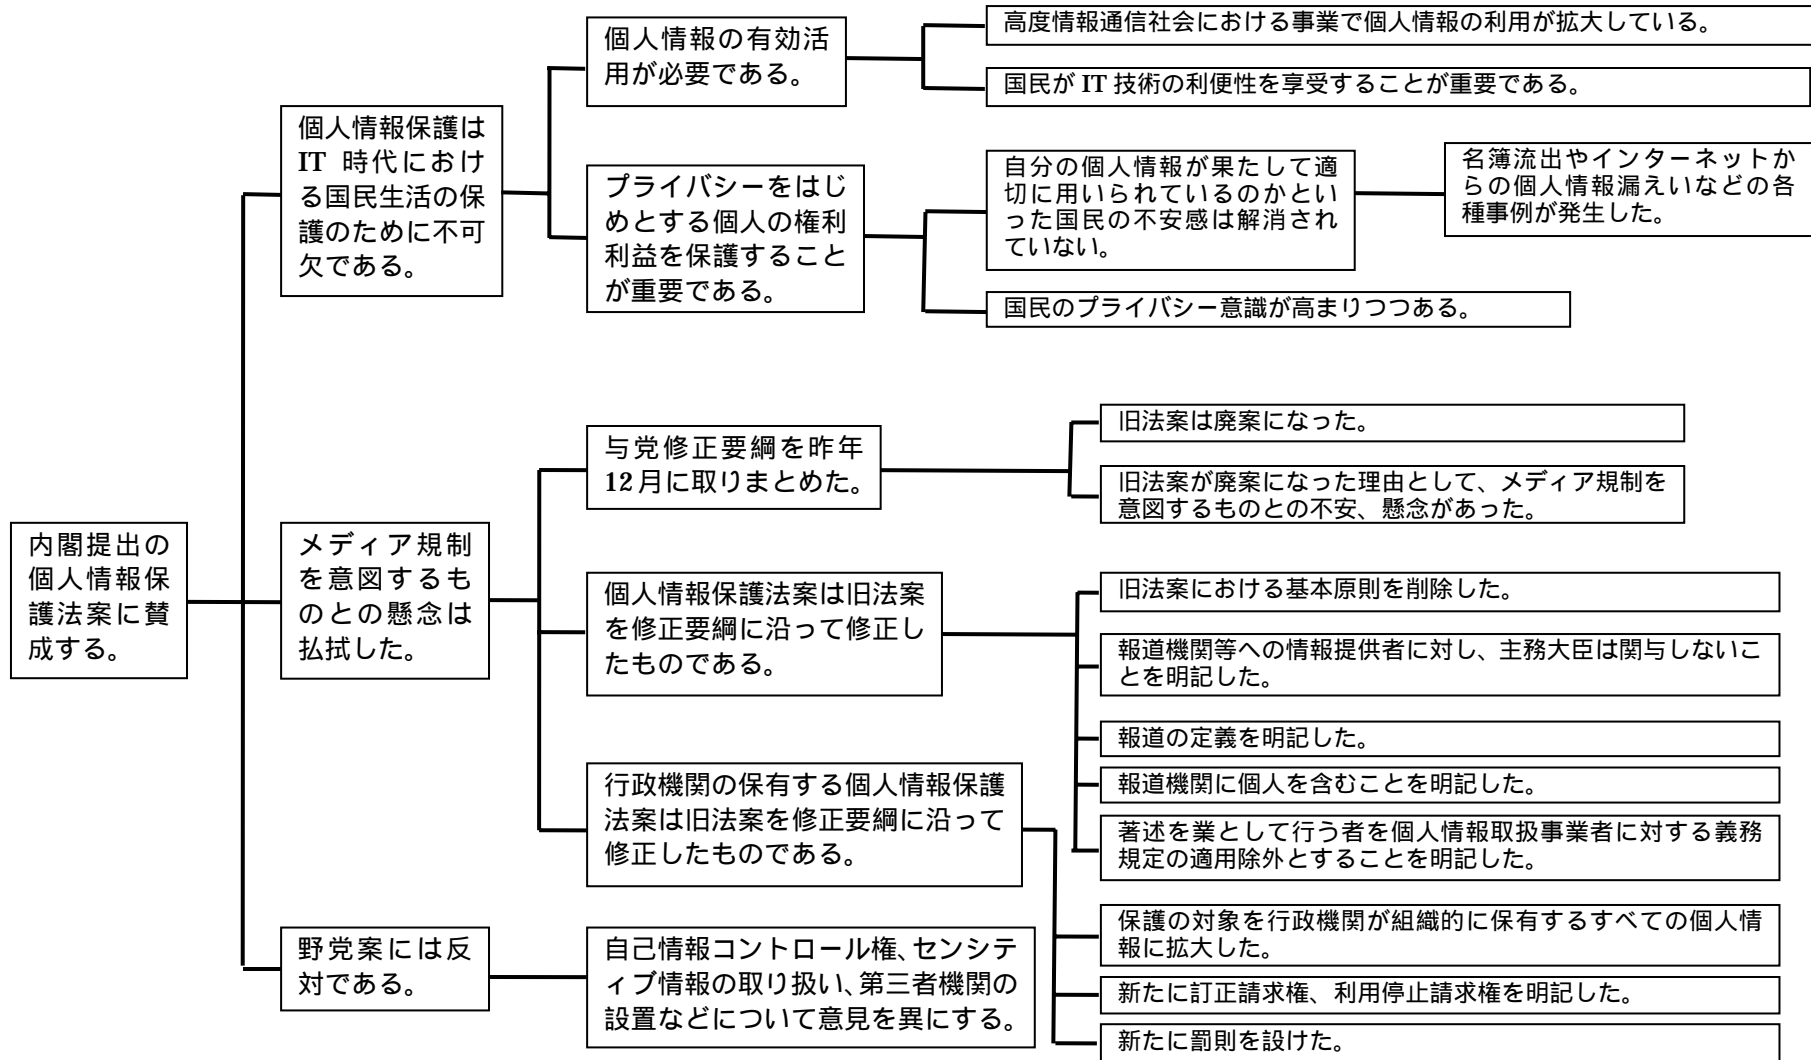 個人情報の有効活
用が必要である。
高度情報通信社会における事業で個人情報の利用が拡大している。
国民が IT 技術の利便性を享受することが重要である。
個人情報保護は
IT 時代におけ
る国民生活の保
護のために不可
欠である。
プライバシーをはじ
めとする個人の権利
利益を保護すること
が重要である。
自分の個人情報が果たして適
切に用いられているのかとい
った国民の不安感は解消され
ていない。
名簿流出やインターネットか
らの個人情報漏えいなどの各
種事例が発生した。
国民のプライバシー意識が高まりつつある。
内閣提出の
個人情報保
護法案に賛
成する。
メディア規制
を意図するも
のとの懸念は
払拭した。
与党修正要綱を昨年
12月に取りまとめた。
旧法案は廃案になった。
旧法案が廃案になった理由として、メディア規制を
意図するものとの不安、懸念があった。
個人情報保護法案は旧法案
を修正要綱に沿って修正し
たものである。
旧法案における基本原則を削除した。
報道機関等への情報提供者に対し、主務大臣は関与しないこ
とを明記した。
報道の定義を明記した。
報道機関に個人を含むことを明記した。
著述を業として行う者を個人情報取扱事業者に対する義務
規定の適用除外とすることを明記した。
行政機関の保有する個人情報保護
法案は旧法案を修正要綱に沿って
修正したものである。
保護の対象を行政機関が組織的に保有するすべての個人情
報に拡大した。
新たに訂正請求権、利用停止請求権を明記した。
新たに罰則を設けた。
野党案には反
対である。
自己情報コントロール権、センシテ
ィブ情報の取り扱い、第三者機関の
設置などについて意見を異にする。